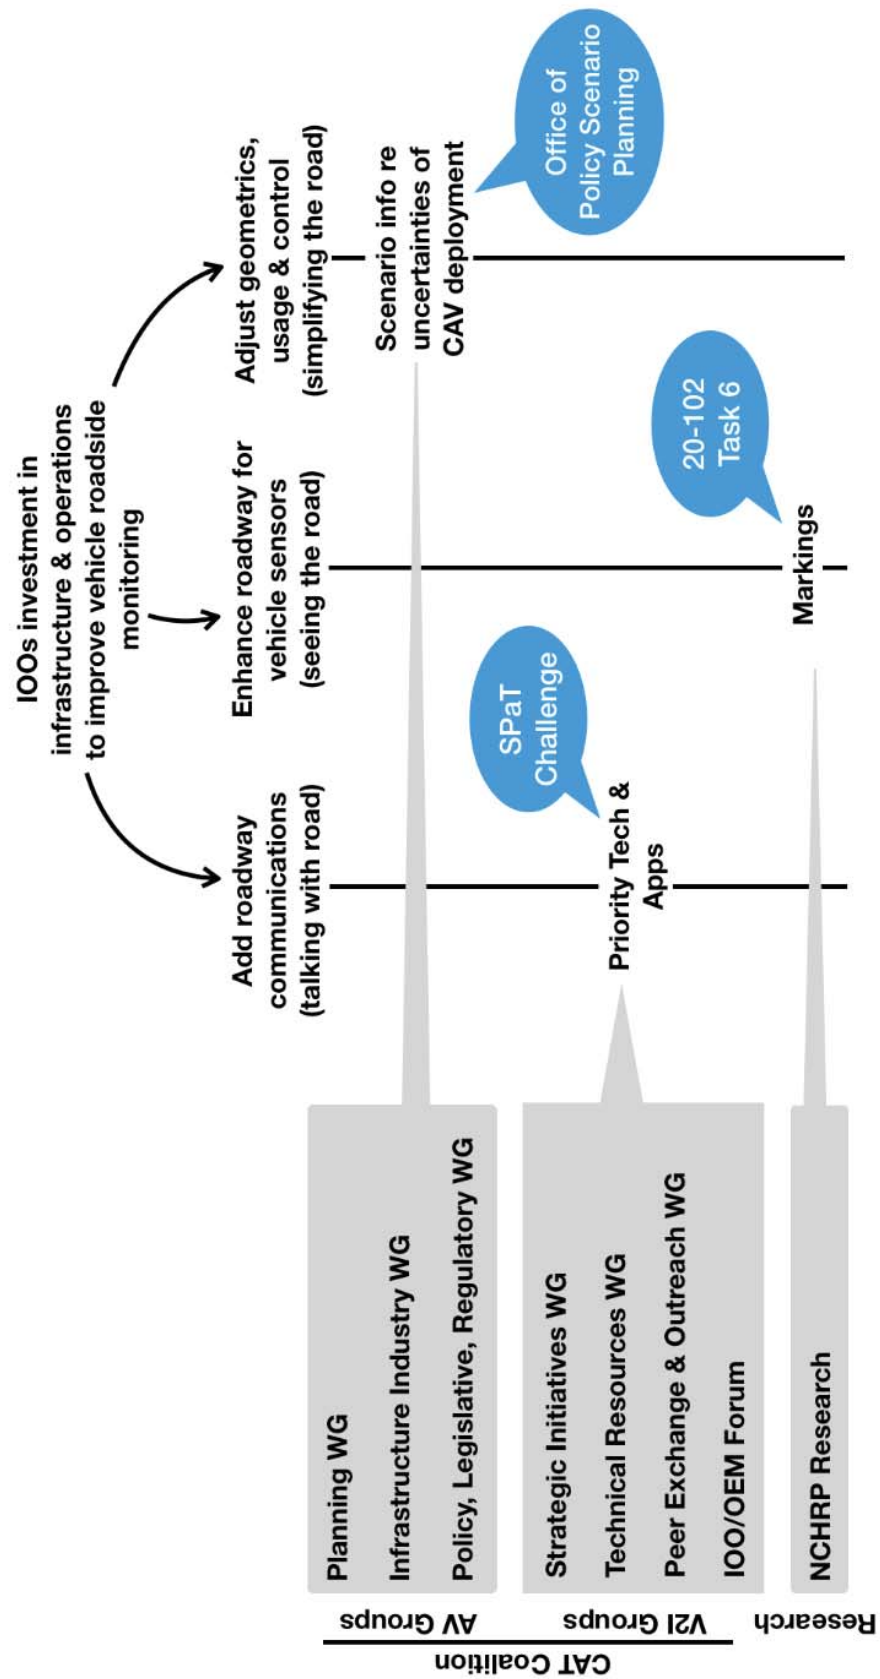 IOOs investment in
infrastructure & operations
to improve vehicle roadside
monitoring
Add roadway
communications
(talking with road)
Enhance roadway for
vehicle sensors
(seeing the road)
Adjust geometrics,
usage & control
(simplifying the road)
CAT Coalition
AV Groups
Planning WG
Infrastructure Industry WG
Policy, Legislative, Regulatory WG
Scenario info re
uncertainties of
CAV deployment
Office of
Policy Scenario
Planning
V2I Groups
Strategic Initiatives WG
Technical Resources WG
Peer Exchange & Outreach WG
IOO/OEM Forum
Priority Tech &
Apps
SPaT
Challenge
Research
NCHRP Research
Markings
20-102
Task 6